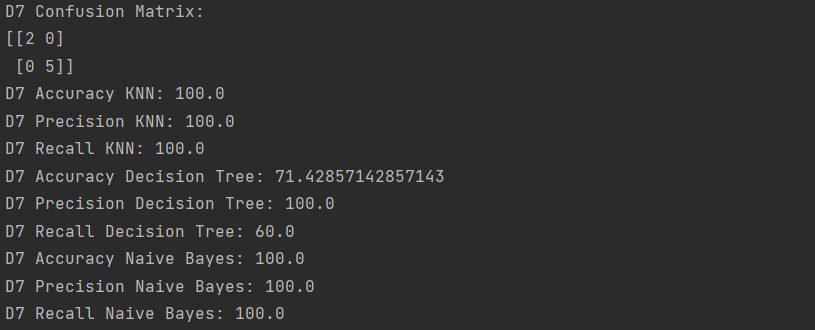 D7 Confusion Matrix:
[[2 0]
 [0 5]]
D7 Accuracy KNN: 100.0
D7 Precision KNN: 100.0
D7 Recall KNN: 100.0
D7 Accuracy Decision Tree: 71.42857142857143
D7 Precision Decision Tree: 100.0
D7 Recall Decision Tree: 60.0
D7 Accuracy Naive Bayes: 100.0
D7 Precision Naive Bayes: 100.0
D7 Recall Naive Bayes: 100.0